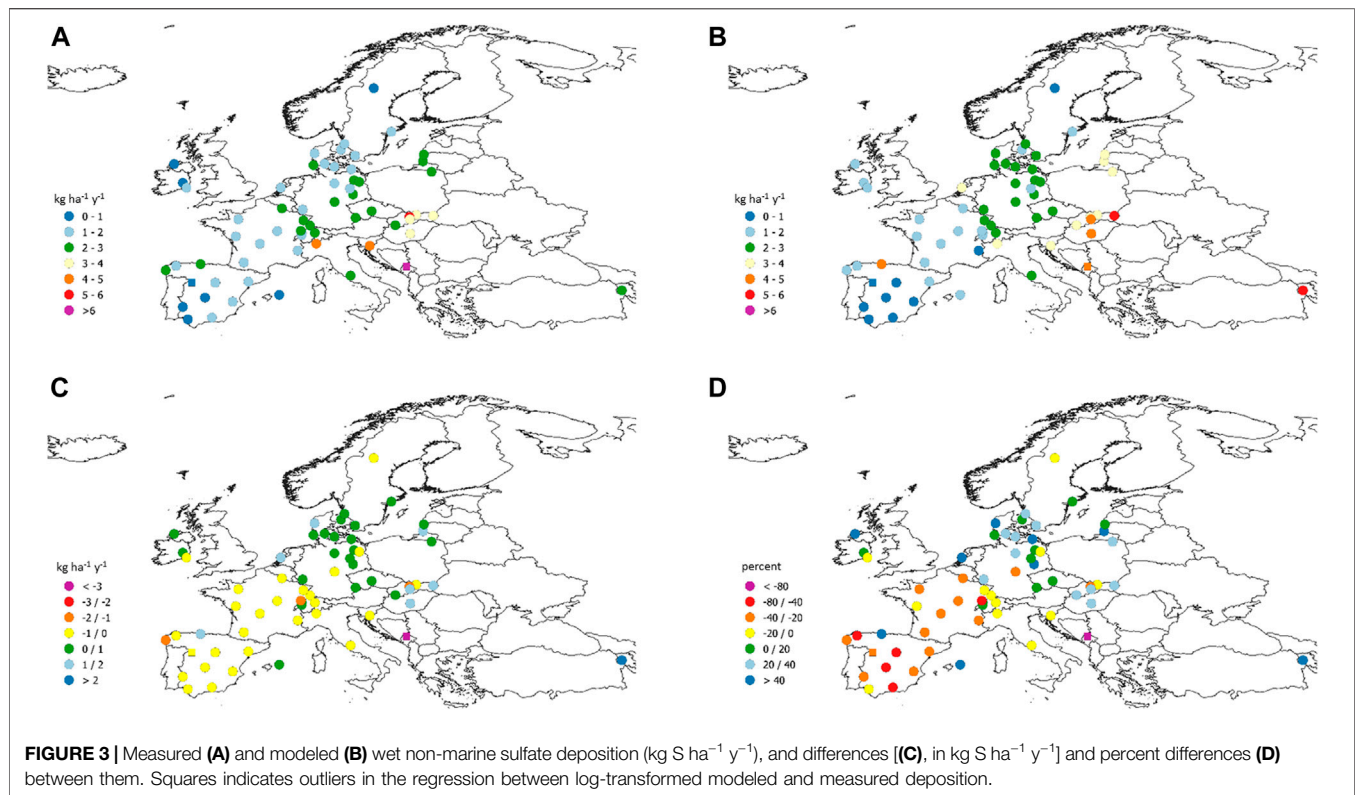 A
B
kg ha⁻¹ y⁻¹
0 - 1
1 - 2
2 - 3
3 - 4
4 - 5
5 - 6
>6
kg ha⁻¹ y⁻¹
0 - 1
1 - 2
2 - 3
3 - 4
4 - 5
5 - 6
>6
C
D
kg ha⁻¹ y⁻¹
< -3
-3 / -2
-2 / -1
-1 / 0
0 / 1
1 / 2
> 2
percent
< -80
-80 / -40
-40 / -20
-20 / 0
0 / 20
20 / 40
> 40
FIGURE 3 | Measured (A) and modeled (B) wet non-marine sulfate deposition (kg S ha⁻¹ y⁻¹), and differences [(C), in kg S ha⁻¹ y⁻¹] and percent differences (D)
between them. Squares indicates outliers in the regression between log-transformed modeled and measured deposition.